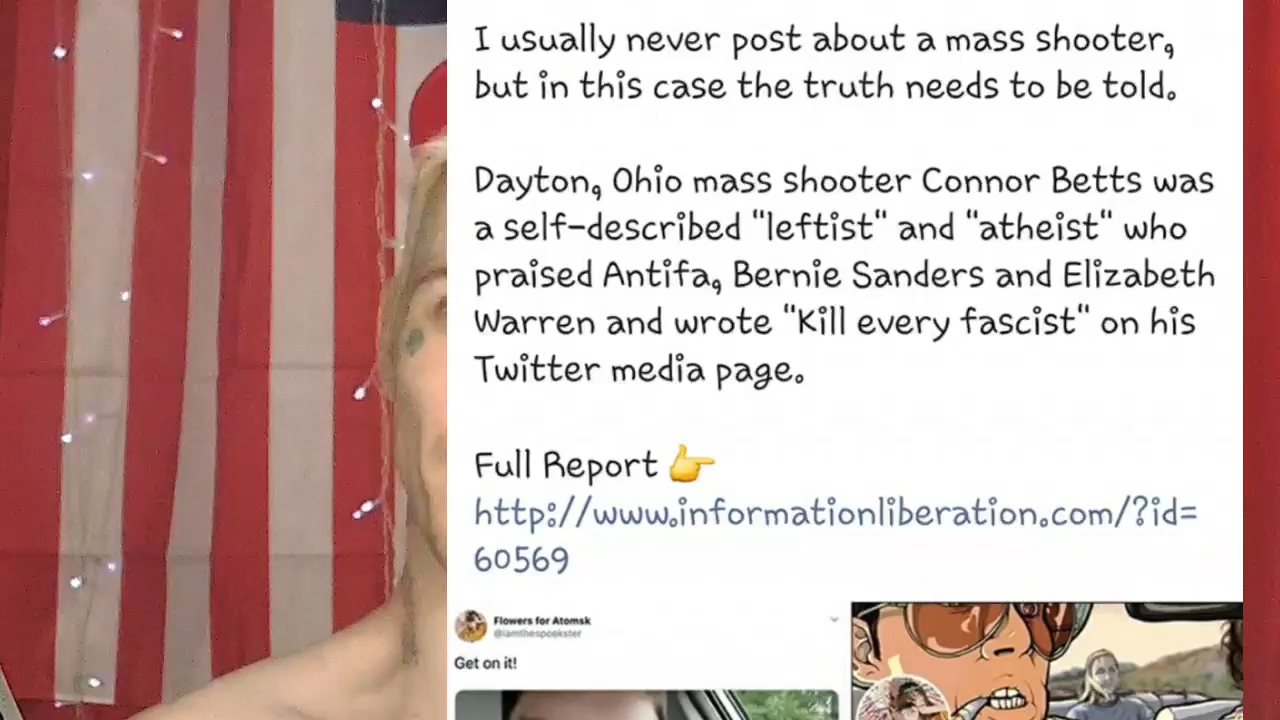 I usually never post about a mass shooter,
but in this case the truth needs to be told.
Dayton, Ohio mass shooter Connor Betts was
a self-described "leftist" and "atheist" who
praised Antifa, Bernie Sanders and Elizabeth
Warren and wrote "Kill every fascist" on his
Twitter media page.
Full Report 👉
http://www.informationliberation.com/?id=
60569
Flowers for Atomsk
@iamthespookster
Get on it!